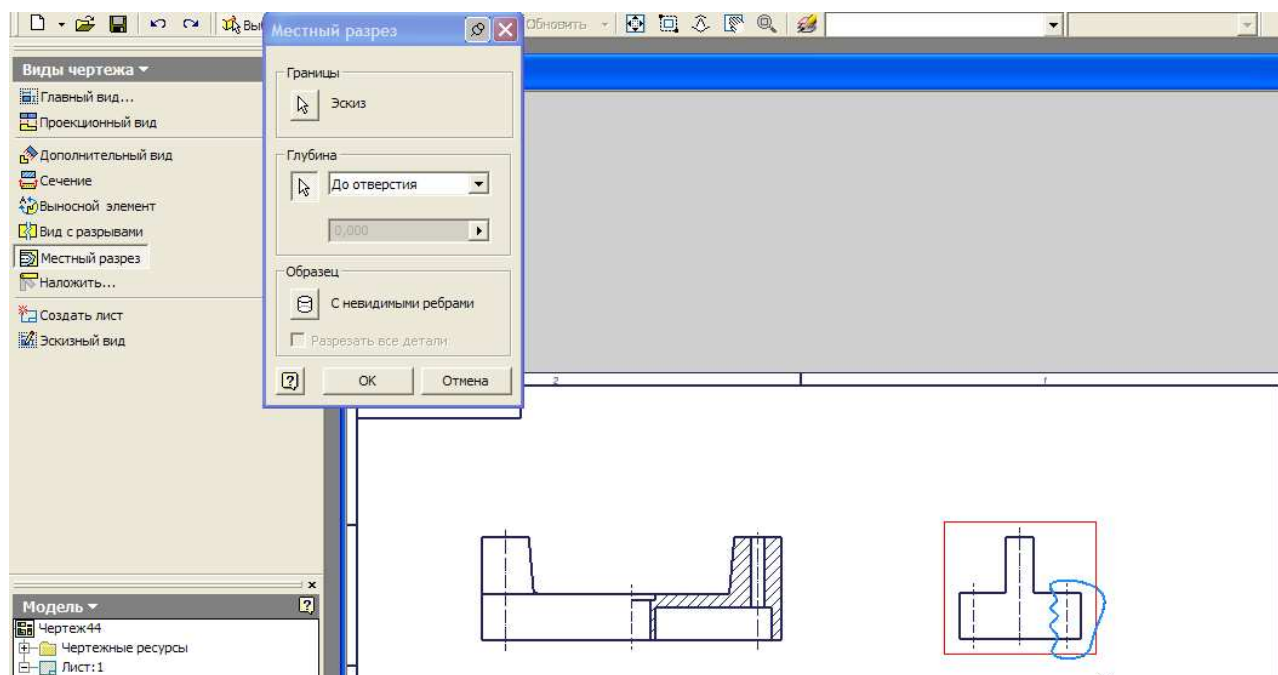 Выб
Обновить
Местный разрез
Виды чертежа
Главный вид...
Проекционный вид
Дополнительный вид
Сечение
Выносной элемент
Вид с разрывами
Местный разрез
Наложить...
Создать лист
Эскизный вид
Границы
Эскиз
Глубина
До отверстия
0,000
Образец
С невидимыми ребрами
Разрезать все детали
ОК
Отмена
2
1
Модель
Чертеж44
Чертежные ресурсы
Лист:1